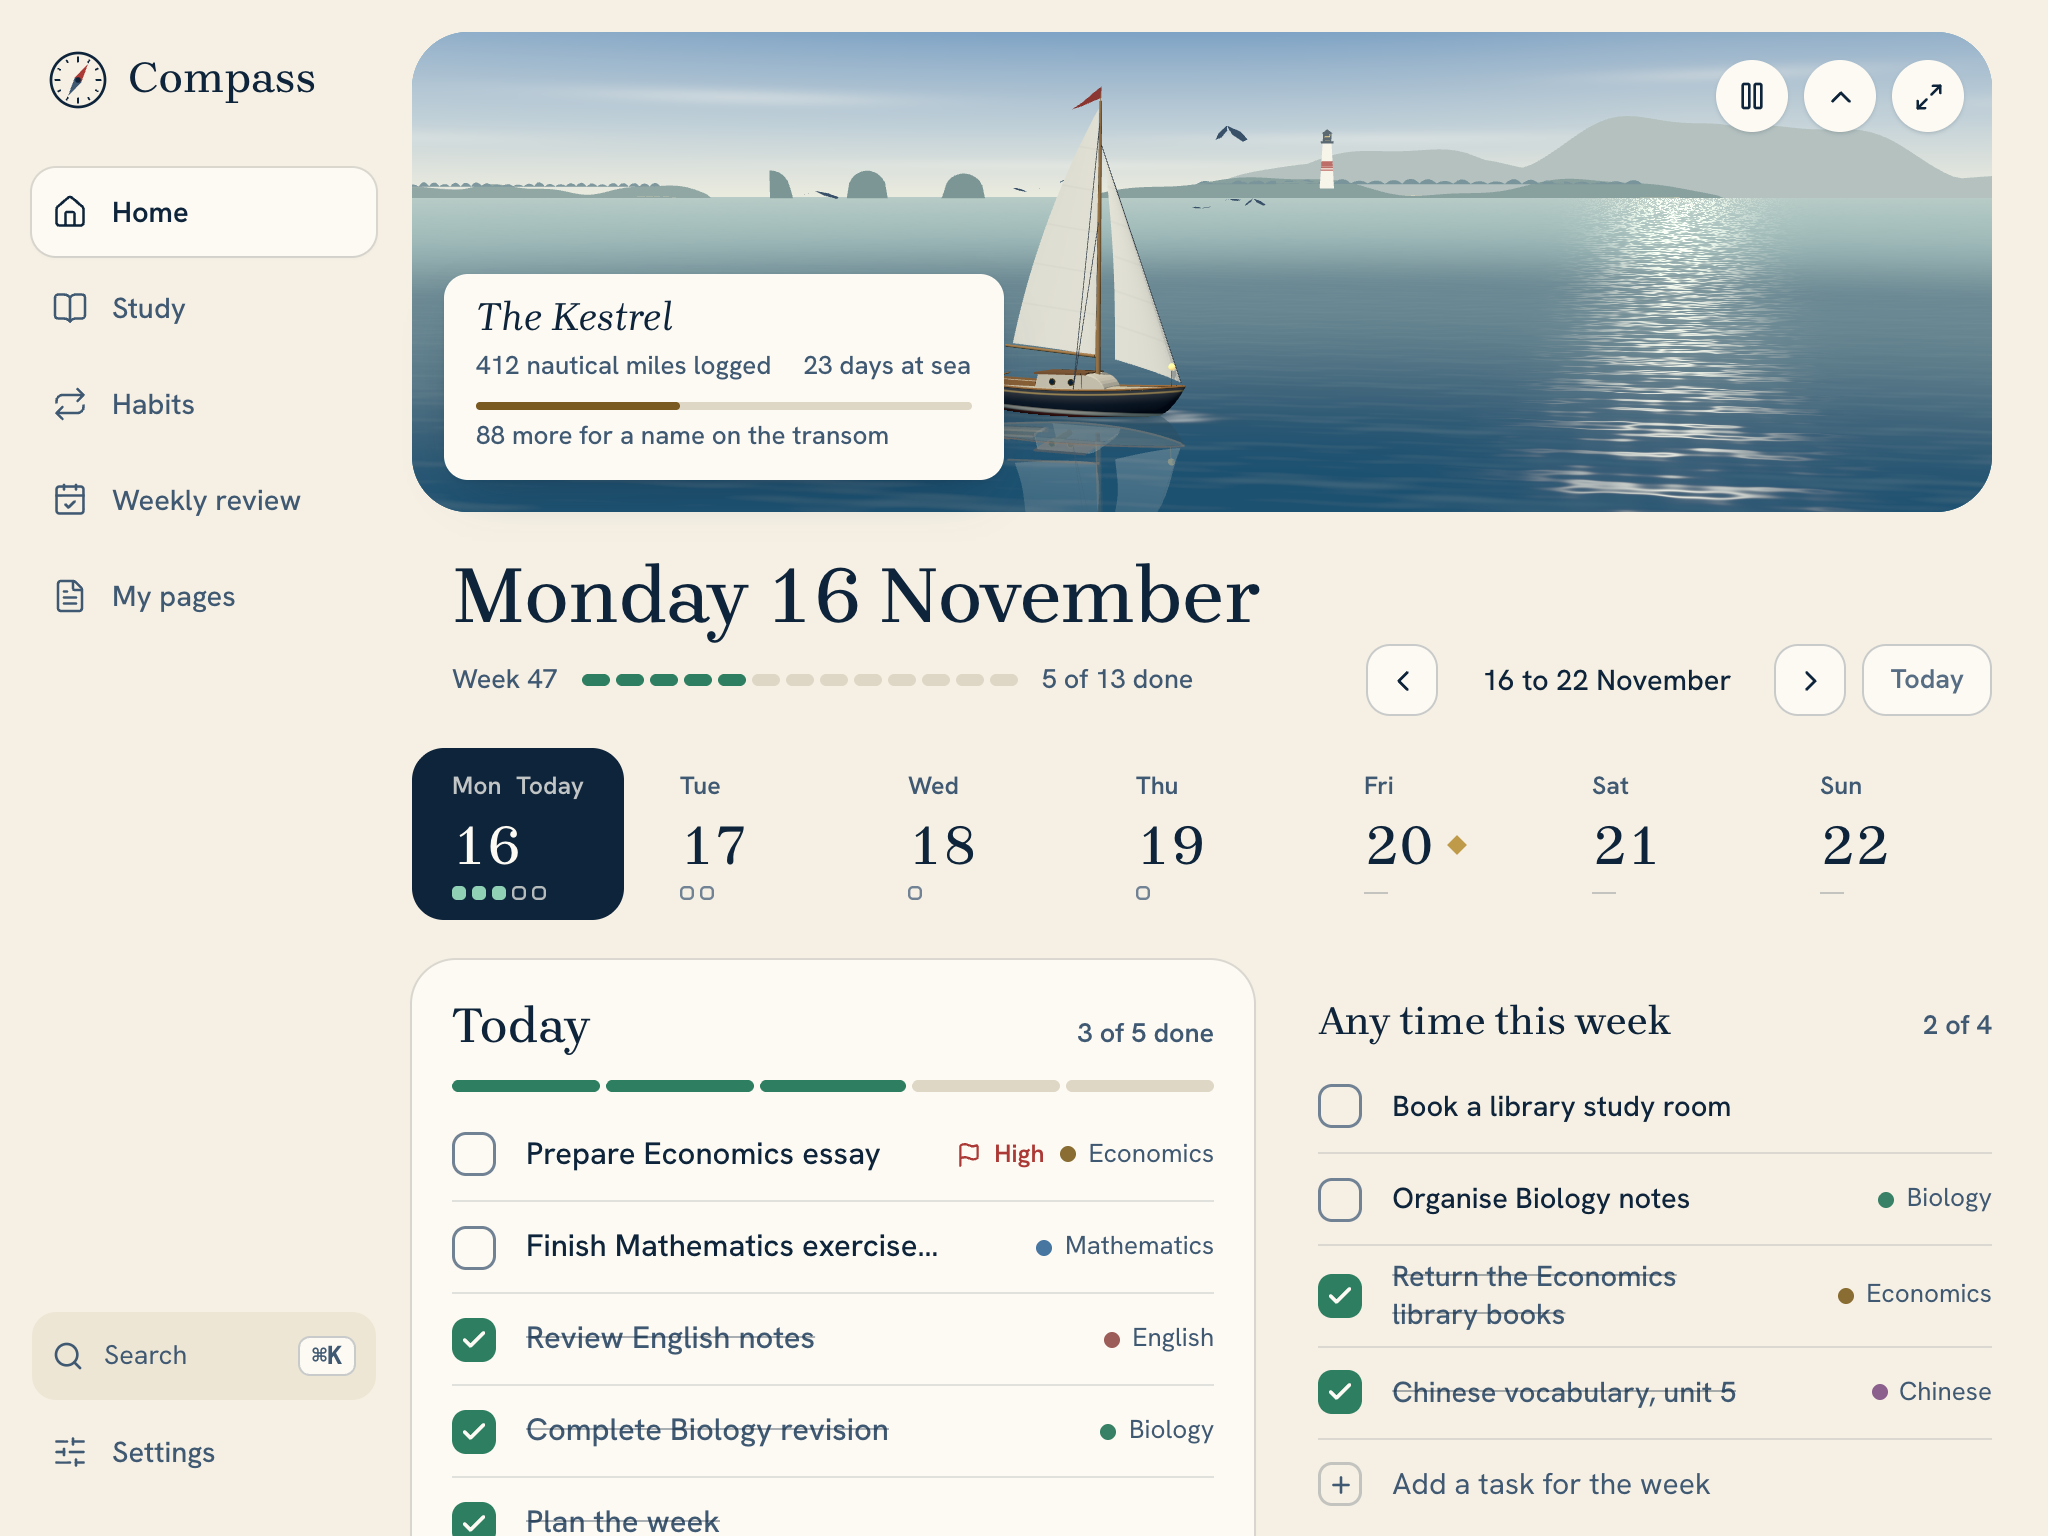 Compass
Home
Study
Habits
Weekly review
My pages
Search ⌘K
Settings
The Kestrel
412 nautical miles logged 23 days at sea
88 more for a name on the transom
Monday 16 November
Week 47 5 of 13 done
16 to 22 November Today
Mon Today Tue Wed Thu Fri Sat Sun
16 17 18 19 20 21 22
Today 3 of 5 done
Prepare Economics essay High Economics
Finish Mathematics exercise... Mathematics
Review English notes English
Complete Biology revision Biology
Plan the week
Any time this week 2 of 4
Book a library study room
Organise Biology notes Biology
Return the Economics
library books Economics
Chinese vocabulary, unit 5 Chinese
Add a task for the week